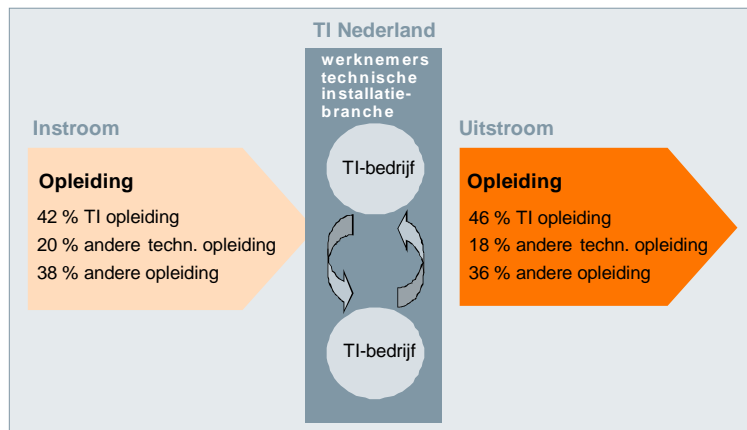 TI Nederland
werknemers
technische
installatie-
branche
Instroom
Opleiding
42 % TI opleiding
20 % andere techn. opleiding
38 % andere opleiding
TI-bedrijf
TI-bedrijf
Uitstroom
Opleiding
46 % TI opleiding
18 % andere techn. opleiding
36 % andere opleiding